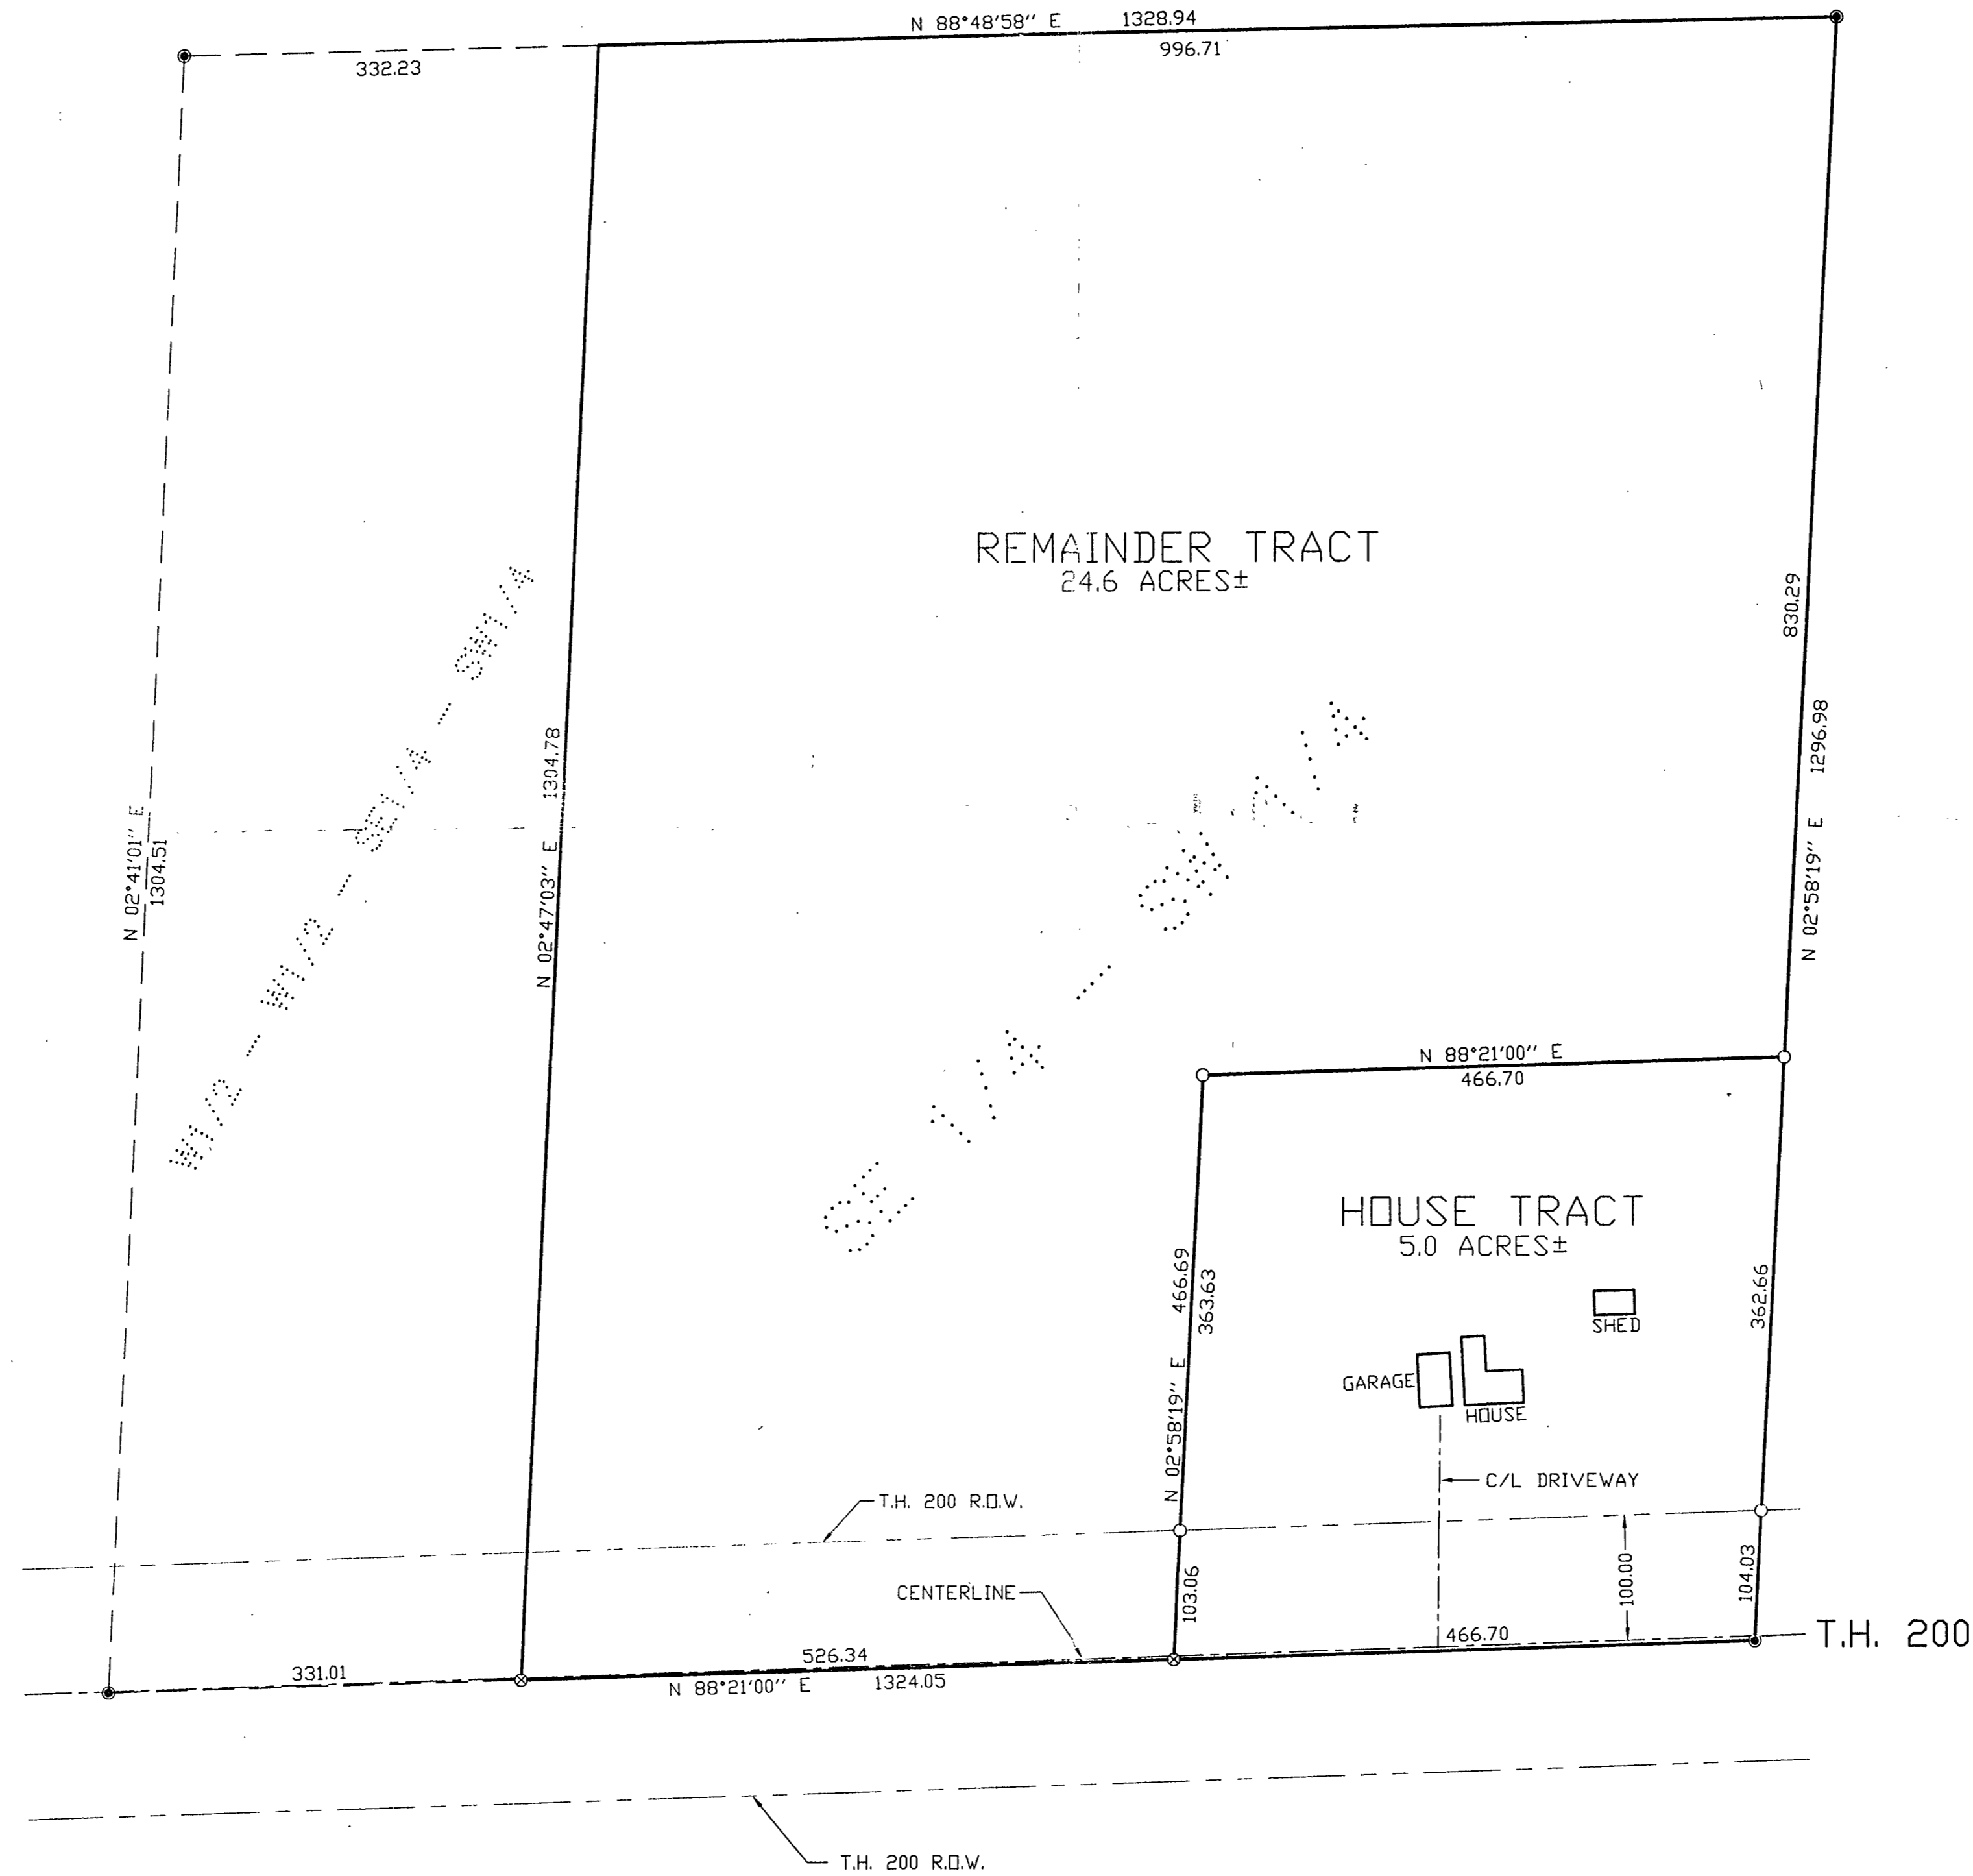 N 88°48'58'' E 1328.94
332.23
996.71
REMAINDER TRACT
24.6 ACRES±
830.29
1296.98
N 02°58'19'' E
1304.78
N 02°47'03'' E
N 02°41'01'' E
1304.51
W1/2 - W1/2 - SE1/4 - SW1/4
SE 1/4 - SW 1/4
N 88°21'00'' E
466.70
HOUSE TRACT
5.0 ACRES±
466.69
363.63
N 02°58'19'' E
362.66
SHED
GARAGE
HOUSE
C/L DRIVEWAY
T.H. 200 R.O.W.
CENTERLINE
103.06
100.00
104.03
466.70
T.H. 200
331.01
526.34
N 88°21'00'' E 1324.05
T.H. 200 R.O.W.